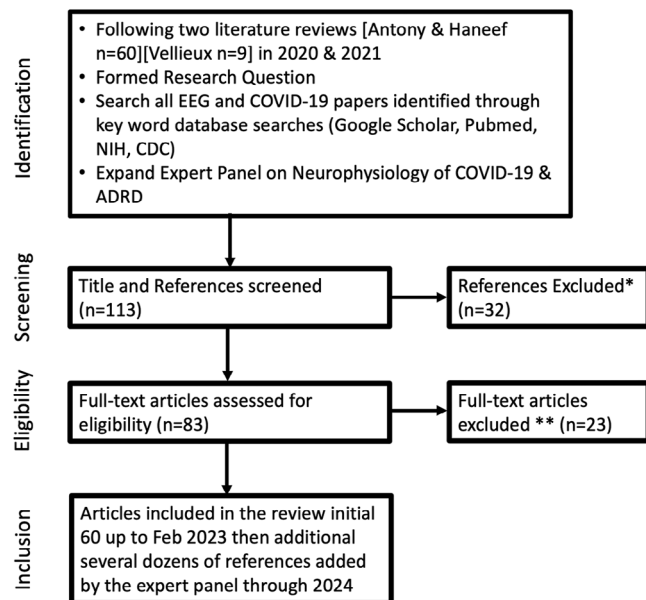 Identification
• Following two literature reviews [Antony & Haneef
n=60][Vellieux n=9] in 2020 & 2021
• Formed Research Question
• Search all EEG and COVID-19 papers identified through
key word database searches (Google Scholar, Pubmed,
NIH, CDC)
• Expand Expert Panel on Neurophysiology of COVID-19 &
ADRD
Screening
Title and References screened
(n=113)
References Excluded*
(n=32)
Eligibility
Full-text articles assessed for
eligibility (n=83)
Full-text articles
excluded ** (n=23)
Inclusion
Articles included in the review initial
60 up to Feb 2023 then additional
several dozens of references added
by the expert panel through 2024